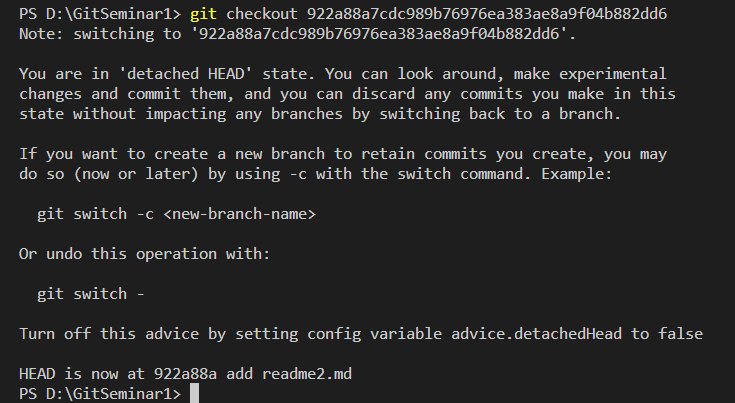 PS D:\GitSeminar1> git checkout 922a88a7cdc989b76976ea383ae8a9f04b882dd6
Note: switching to '922a88a7cdc989b76976ea383ae8a9f04b882dd6'.
You are in 'detached HEAD' state. You can look around, make experimental
changes and commit them, and you can discard any commits you make in this
state without impacting any branches by switching back to a branch.
If you want to create a new branch to retain commits you create, you may
do so (now or later) by using -c with the switch command. Example:
git switch -c <new-branch-name>
Or undo this operation with:
git switch -
Turn off this advice by setting config variable advice.detachedHead to false
HEAD is now at 922a88a add readme2.md
PS D:\GitSeminar1>